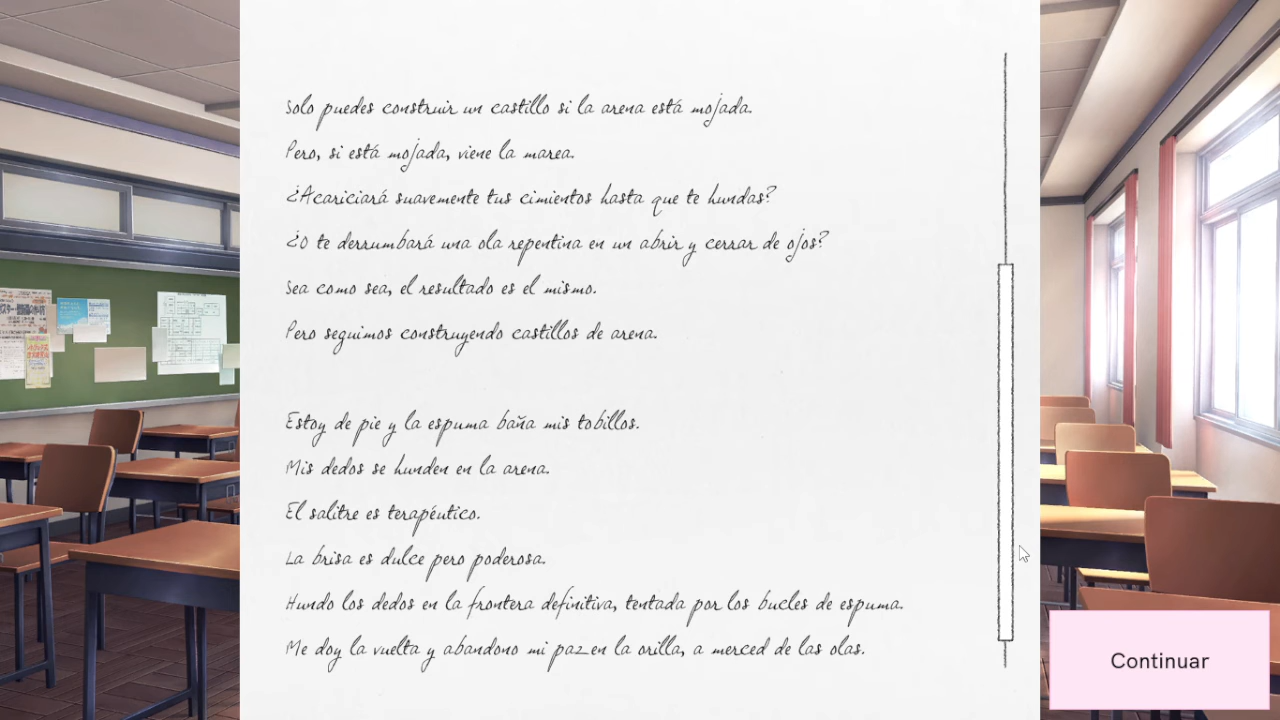 Solo puedes construir un castillo si la arena está mojada.
Pero, si está mojada, viene la marea.
¿Acariciará suavemente tus cimientos hasta que te hundas?
¿O te derrumbará una ola repentina en un abrir y cerrar de ojos?
Sea como sea, el resultado es el mismo.
Pero seguimos construyendo castillos de arena.
Estoy de pie y la espuma baña mis tobillos.
Mis dedos se hunden en la arena.
El salitre es terapéutico.
La brisa es dulce pero poderosa.
Hundo los dedos en la frontera definitiva, tentada por los bucles de espuma.
Me doy la vuelta y abandono mi paz en la orilla, a merced de las olas.
Continuar